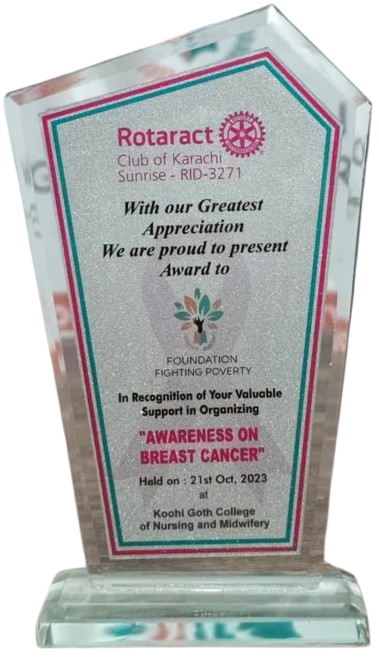 Rotaract
Club of Karachi
Sunrise - RID-3271
With our Greatest
Appreciation
We are proud to present
Award to
FOUNDATION
FIGHTING POVERTY
In Recognition of Your Valuable
Support in Organizing
"AWARENESS ON
BREAST CANCER"
Held on : 21st Oct, 2023
at
Koohi Goth College
of Nursing and Midwifery